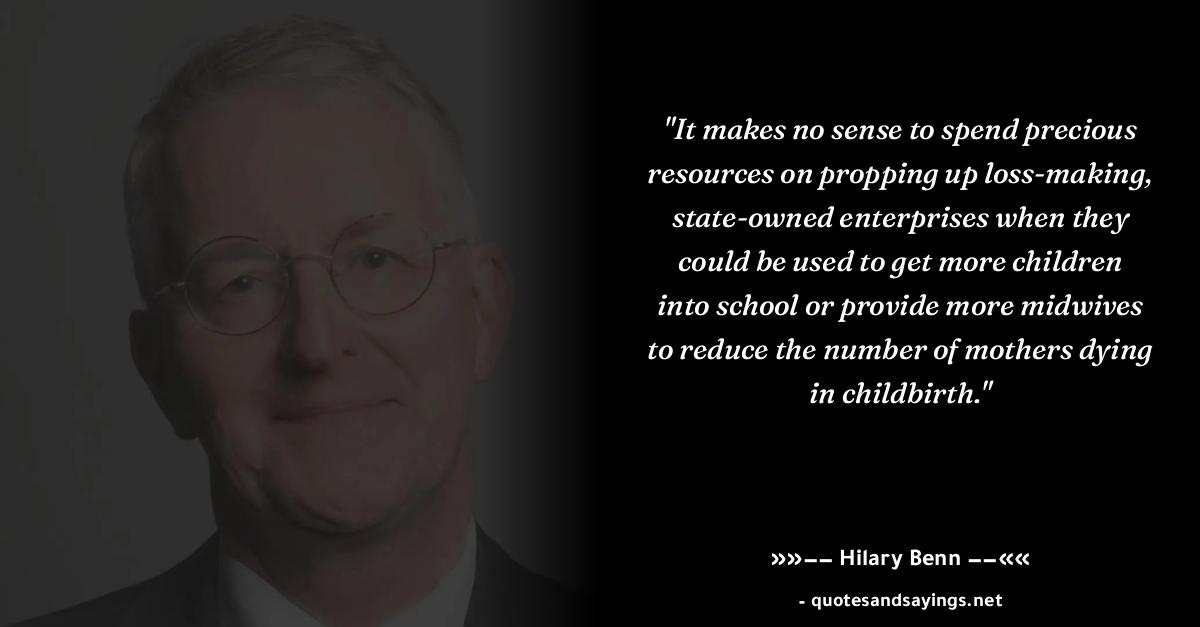 "It makes no sense to spend precious
resources on propping up loss-making,
state-owned enterprises when they
could be used to get more children
into school or provide more midwives
to reduce the number of mothers dying
in childbirth."
»»–– Hilary Benn ––««
- quotesandsayings.net